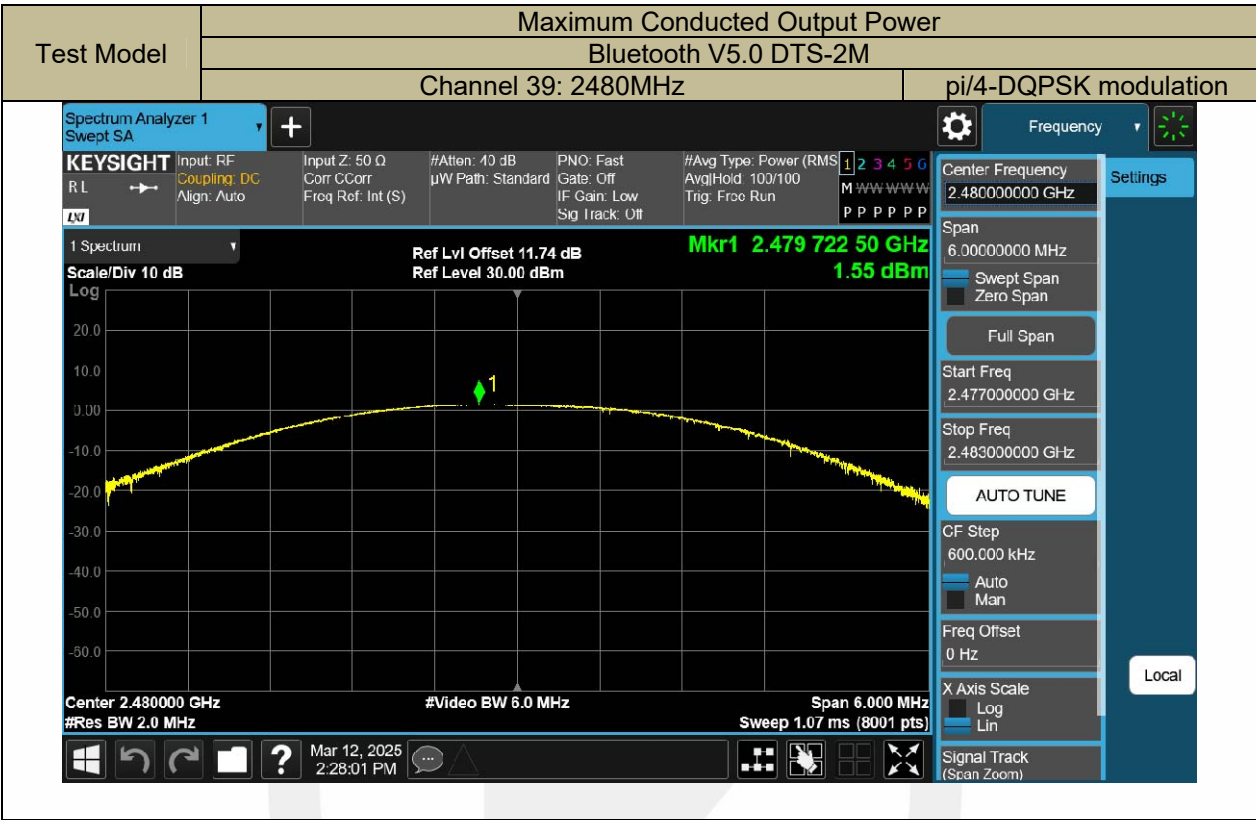 Test Model
Maximum Conducted Output Power
Bluetooth V5.0 DTS-2M
Channel 39: 2480MHz
pi/4-DQPSK modulation
Spectrum Analyzer 1
Swept SA
Frequency
KEYSIGHT
R L
LXI
Input: RF
Coupling: DC
Align: Auto
Input Z: 50 Ω
Corr CCorr
Freq Ref: Int (S)
#Atten: 40 dB
µW Path: Standard
PNO: Fast
Gate: Off
IF Gain: Low
Sig Track: Off
#Avg Type: Power (RMS
Avg|Hold: 100/100
Trig: Free Run
1 2 3 4 5 6
M W W W W W
P P P P P P
1 Spectrum
Scale/Div 10 dB
Log
Ref Lvl Offset 11.74 dB
Ref Level 30.00 dBm
Mkr1 2.479 722 50 GHz
1.55 dBm
20.0
10.0
0.00
-10.0
-20.0
-30.0
-40.0
-50.0
-60.0
1
Center 2.480000 GHz
#Res BW 2.0 MHz
#Video BW 6.0 MHz
Span 6.000 MHz
Sweep 1.07 ms (8001 pts)
Mar 12, 2025
2:28:01 PM
Center Frequency
2.480000000 GHz
Span
6.00000000 MHz
Swept Span
Zero Span
Full Span
Start Freq
2.477000000 GHz
Stop Freq
2.483000000 GHz
AUTO TUNE
CF Step
600.000 kHz
Auto
Man
Freq Offset
0 Hz
X Axis Scale
Log
Lin
Signal Track
(Span Zoom)
Settings
Local